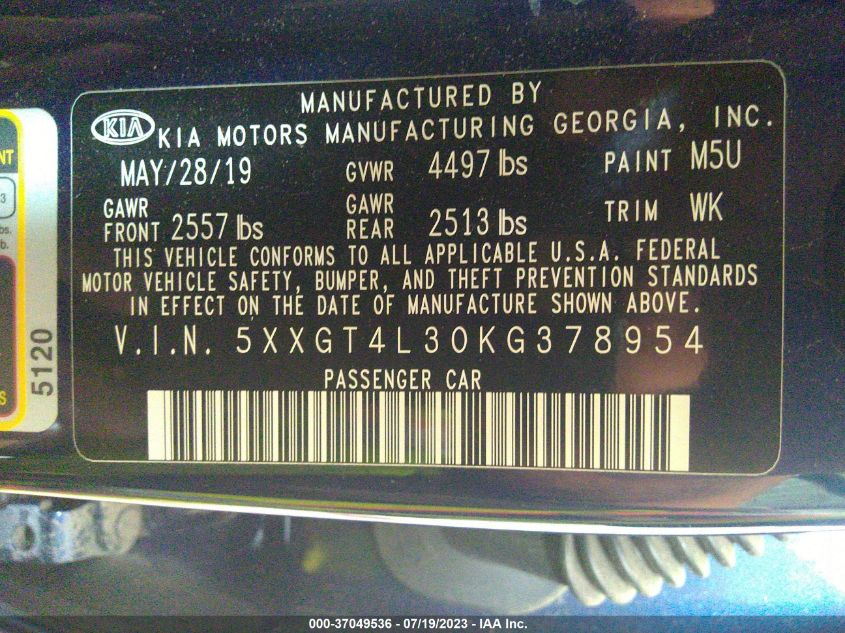 MANUFACTURED BY
KIA KIA MOTORS MANUFACTURING GEORGIA, INC.
MAY/28/19 GVWR 4497 lbs PAINT M5U
GAWR FRONT 2557 lbs GAWR REAR 2513 lbs TRIM WK
THIS VEHICLE CONFORMS TO ALL APPLICABLE U.S.A. FEDERAL
MOTOR VEHICLE SAFETY, BUMPER, AND THEFT PREVENTION STANDARDS
IN EFFECT ON THE DATE OF MANUFACTURE SHOWN ABOVE.
V.I.N. 5XXGT4L30KG378954
PASSENGER CAR
5120
000-37049536 - 07/19/2023 - IAA Inc.